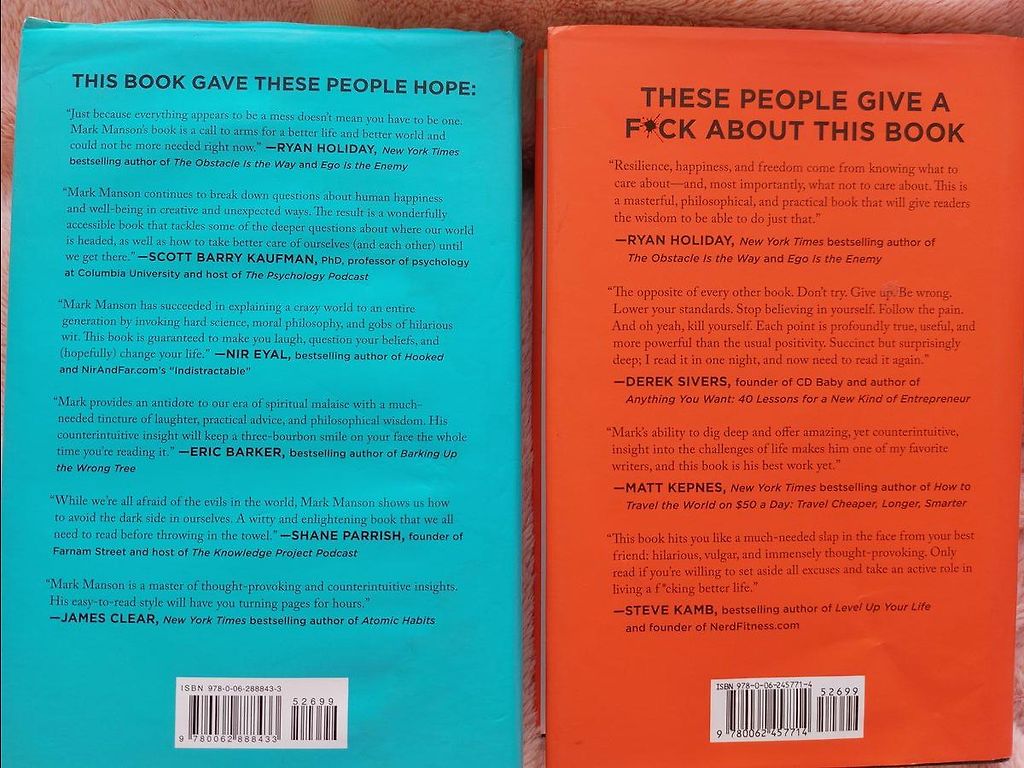 THIS BOOK GAVE THESE PEOPLE HOPE:
“Just because everything appears to be a mess doesn’t mean you have to be one.
Mark Manson’s book is a call to arms for a better life and better world and
could not be more needed right now.” —RYAN HOLIDAY, New York Times
bestselling author of The Obstacle Is the Way and Ego Is the Enemy
“Mark Manson continues to break down questions about human happiness
and well-being in creative and unexpected ways. The result is a wonderfully
accessible book that tackles some of the deeper questions about where our world
is headed, as well as how to take better care of ourselves (and each other) until
we get there.” —SCOTT BARRY KAUFMAN, PhD, professor of psychology
at Columbia University and host of The Psychology Podcast
“Mark Manson has succeeded in explaining a crazy world to an entire
generation by invoking hard science, moral philosophy, and gobs of hilarious
wit. This book is guaranteed to make you laugh, question your beliefs, and
(hopefully) change your life.” —NIR EYAL, bestselling author of Hooked
and NirAndFar.com’s “Indistractable”
“Mark provides an antidote to our era of spiritual malaise with a much-
needed tincture of laughter, practical advice, and philosophical wisdom. His
counterintuitive insight will keep a three-bourbon smile on your face the whole
time you’re reading it.” —ERIC BARKER, bestselling author of Barking Up
the Wrong Tree
“While we’re all afraid of the evils in the world, Mark Manson shows us how
to avoid the dark side in ourselves. A witty and enlightening book that we all
need to read before throwing in the towel.” —SHANE PARRISH, founder of
Farnam Street and host of The Knowledge Project Podcast
“Mark Manson is a master of thought-provoking and counterintuitive insights.
His easy-to-read style will have you turning pages for hours.”
—JAMES CLEAR, New York Times bestselling author of Atomic Habits
ISBN 978-0-06-288843-3
52699
9 780062 888433
THESE PEOPLE GIVE A
F*CK ABOUT THIS BOOK
“Resilience, happiness, and freedom come from knowing what to
care about—and, most importantly, what not to care about. This is
a masterful, philosophical, and practical book that will give readers
the wisdom to be able to do just that.”
—RYAN HOLIDAY, New York Times bestselling author of
The Obstacle Is the Way and Ego Is the Enemy
“The opposite of every other book. Don’t try. Give up. Be wrong.
Lower your standards. Stop believing in yourself. Follow the pain.
And oh yeah, kill yourself. Each point is profoundly true, useful, and
more powerful than the usual positivity. Succinct but surprisingly
deep; I read it in one night, and now need to read it again.”
—DEREK SIVERS, founder of CD Baby and author of
Anything You Want: 40 Lessons for a New Kind of Entrepreneur
“Mark’s ability to dig deep and offer amazing, yet counterintuitive,
insight into the challenges of life makes him one of my favorite
writers, and this book is his best work yet.”
—MATT KEPNES, New York Times bestselling author of How to
Travel the World on $50 a Day: Travel Cheaper, Longer, Smarter
“This book hits you like a much-needed slap in the face from your best
friend: hilarious, vulgar, and immensely thought-provoking. Only
read if you’re willing to set aside all excuses and take an active role in
living a f*cking better life.”
—STEVE KAMB, bestselling author of Level Up Your Life
and founder of NerdFitness.com
ISBN 978-0-06-245771-4
52699
9 780062 457714